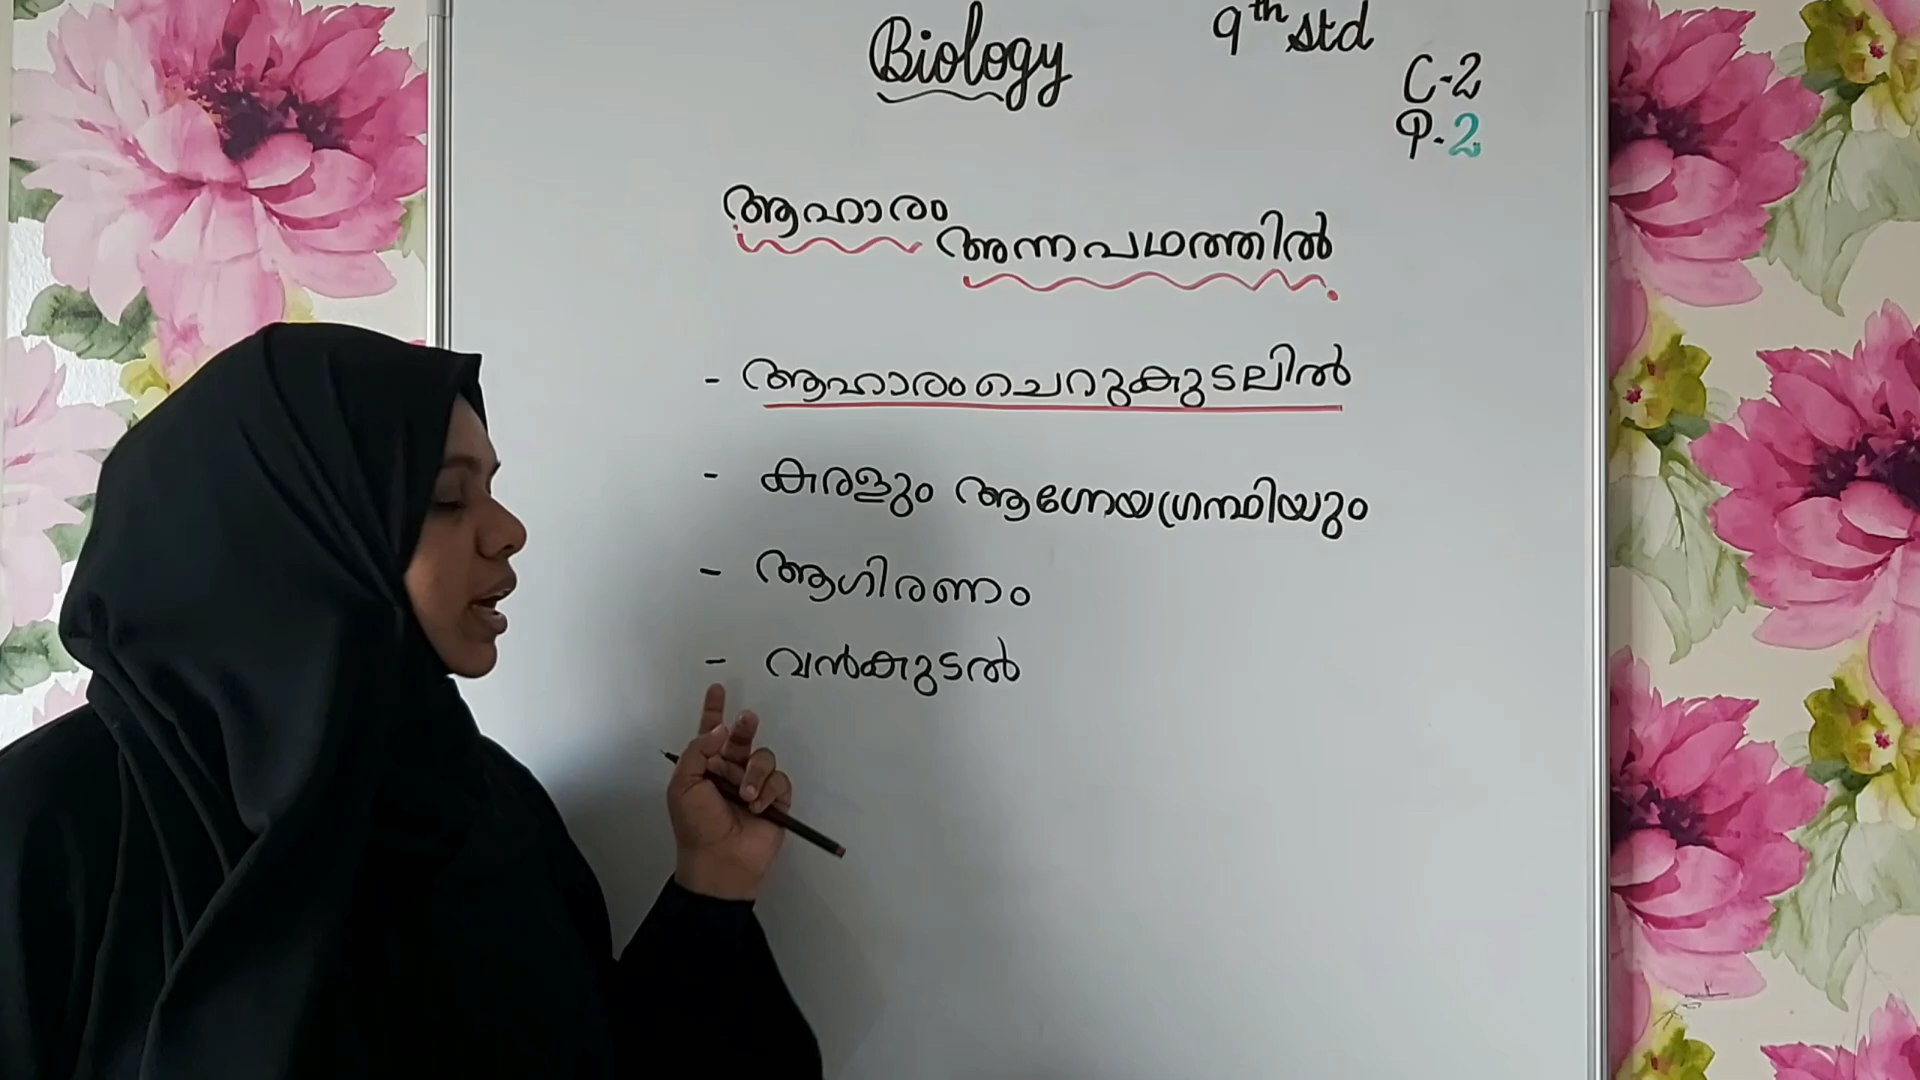 Biology
9th std
C-2
P-2
ആഹാരം
അന്നപഥത്തിൽ
- ആഹാരം ചെറുകുടലിൽ
- കരളും ആഗ്നേയഗ്രന്ഥിയും
- ആഗിരണം
- വൻകുടൽ